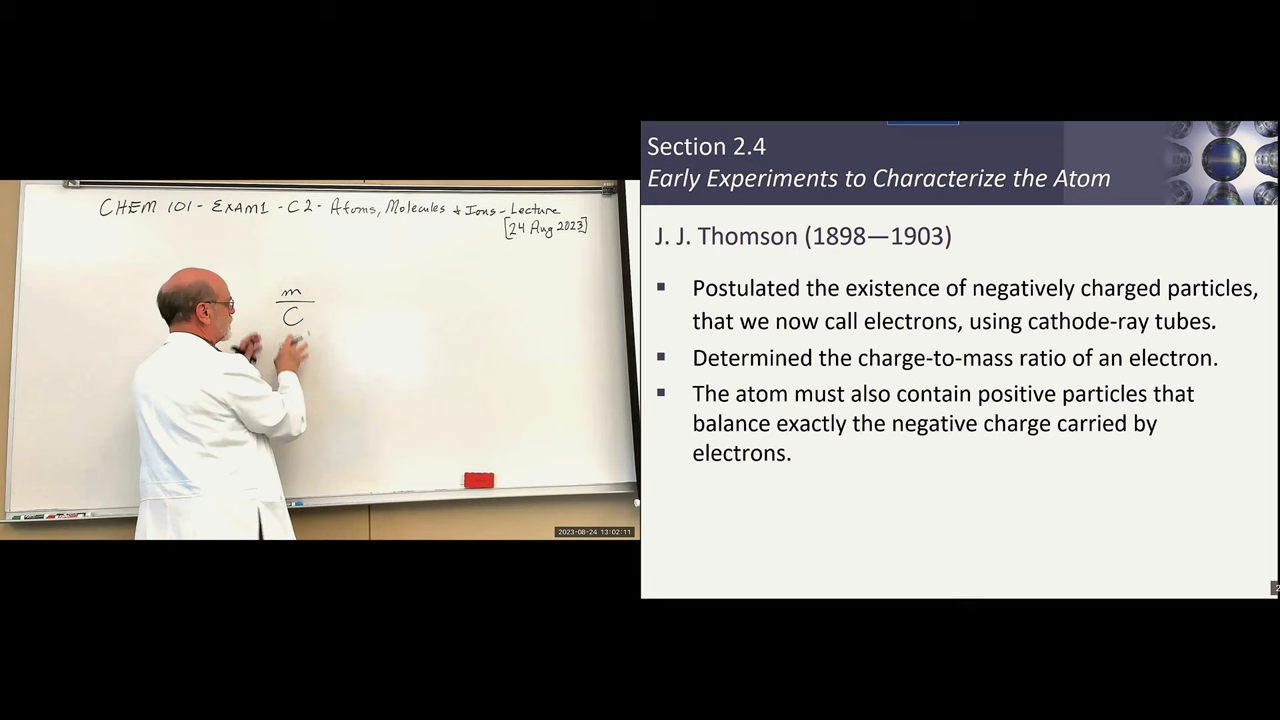 CHEM 101 - EXAM1 - C2 - Atoms, Molecules & Ions - Lecture
[24 Aug 2023]
m
C
2023-08-24 13:02:11
Section 2.4
Early Experiments to Characterize the Atom
J. J. Thomson (1898—1903)
▪ Postulated the existence of negatively charged particles,
that we now call electrons, using cathode-ray tubes.
▪ Determined the charge-to-mass ratio of an electron.
▪ The atom must also contain positive particles that
balance exactly the negative charge carried by
electrons.
2